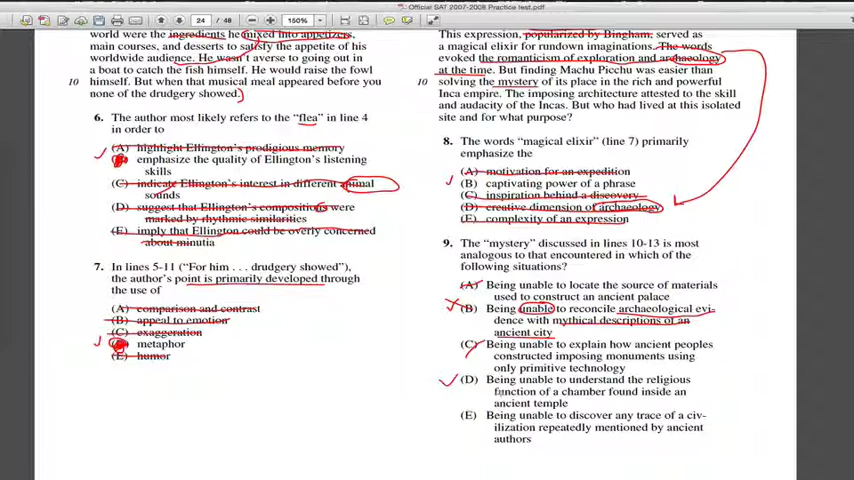 Official SAT 2007-2008 Practice test.pdf
24 / 48
150%
world were the ingredients he mixed into appetizers,
main courses, and desserts to satisfy the appetite of his
worldwide audience. He wasn't averse to going out in
a boat to catch the fish himself. He would raise the fowl
10 himself. But when that musical meal appeared before you
none of the drudgery showed.
6. The author most likely refers to the "flea" in line 4
in order to
(A) highlight Ellington's prodigious memory
emphasize the quality of Ellington's listening
skills
(C) indicate Ellington's interest in different animal
sounds
(D) suggest that Ellington's compositions were
marked by rhythmic similarities
(E) imply that Ellington could be overly concerned
about minutia
7. In lines 5-11 ("For him . . . drudgery showed"),
the author's point is primarily developed through
the use of
(A) comparison and contrast
(B) appeal to emotion
(C) exaggeration
metaphor
(E) humor
This expression, popularized by Bingham, served as
a magical elixir for rundown imaginations. The words
evoked the romanticism of exploration and archaeology
at the time. But finding Machu Picchu was easier than
10 solving the mystery of its place in the rich and powerful
Inca empire. The imposing architecture attested to the skill
and audacity of the Incas. But who had lived at this isolated
site and for what purpose?
8. The words "magical elixir" (line 7) primarily
emphasize the
(A) motivation for an expedition
(B) captivating power of a phrase
(C) inspiration behind a discovery
(D) creative dimension of archaeology
(E) complexity of an expression
9. The "mystery" discussed in lines 10-13 is most
analogous to that encountered in which of the
following situations?
(A) Being unable to locate the source of materials
used to construct an ancient palace
(B) Being unable to reconcile archaeological evi-
dence with mythical descriptions of an
ancient city
(C) Being unable to explain how ancient peoples
constructed imposing monuments using
only primitive technology
(D) Being unable to understand the religious
function of a chamber found inside an
ancient temple
(E) Being unable to discover any trace of a civ-
ilization repeatedly mentioned by ancient
authors